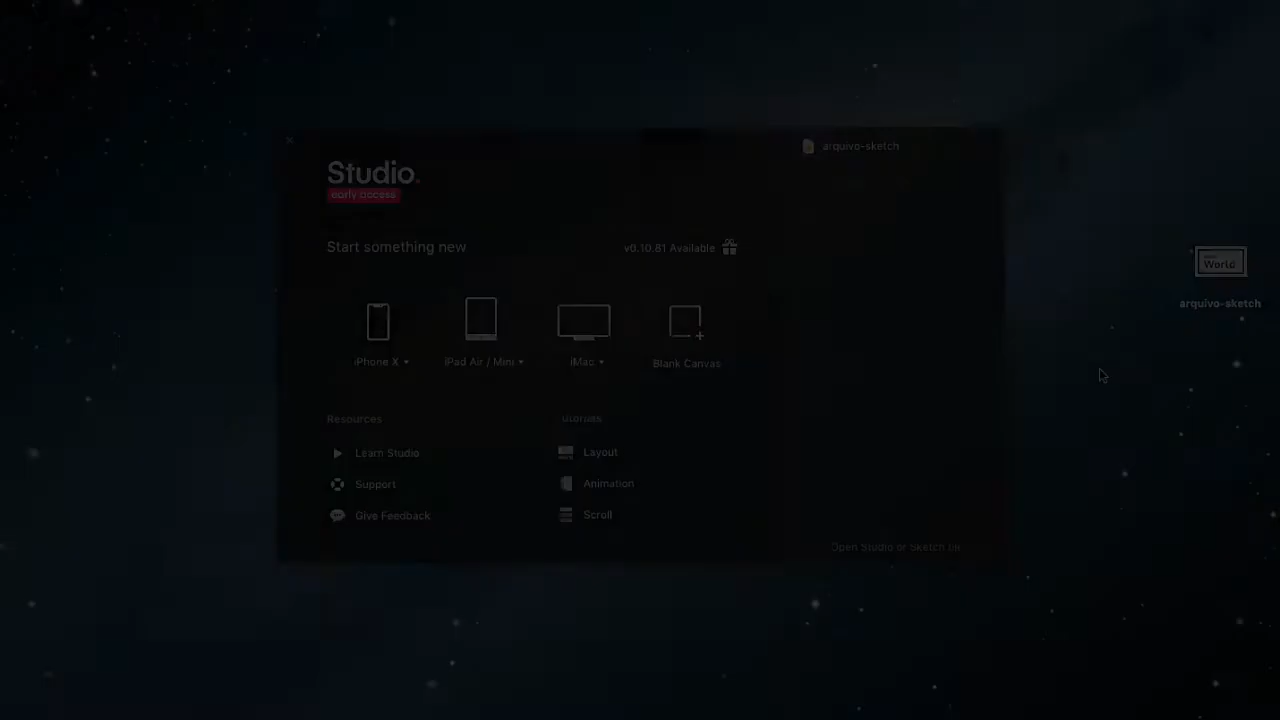 Studio.
early access
arquivo-sketch
Start something new
v0.10.81 Available
iPhone X
iPad Air / Mini
iMac
Blank Canvas
Resources
Tutorials
Learn Studio
Layout
Support
Animation
Give Feedback
Scroll
Open Studio or Sketch file
World
arquivo-sketch